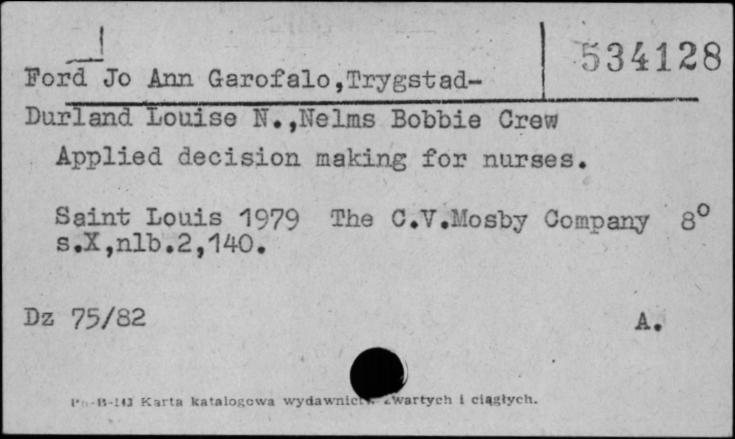 534128
Ford Jo Ann Garofalo,Trygstad-
Durland Louise N.,Nelms Bobbie Crew
Applied decision making for nurses.
Saint Louis 1979 The C.V.Mosby Company 8°
s.X,nlb.2,140.
Dz 75/82 A.
Karta katalogowa zwartych i ciągłych.